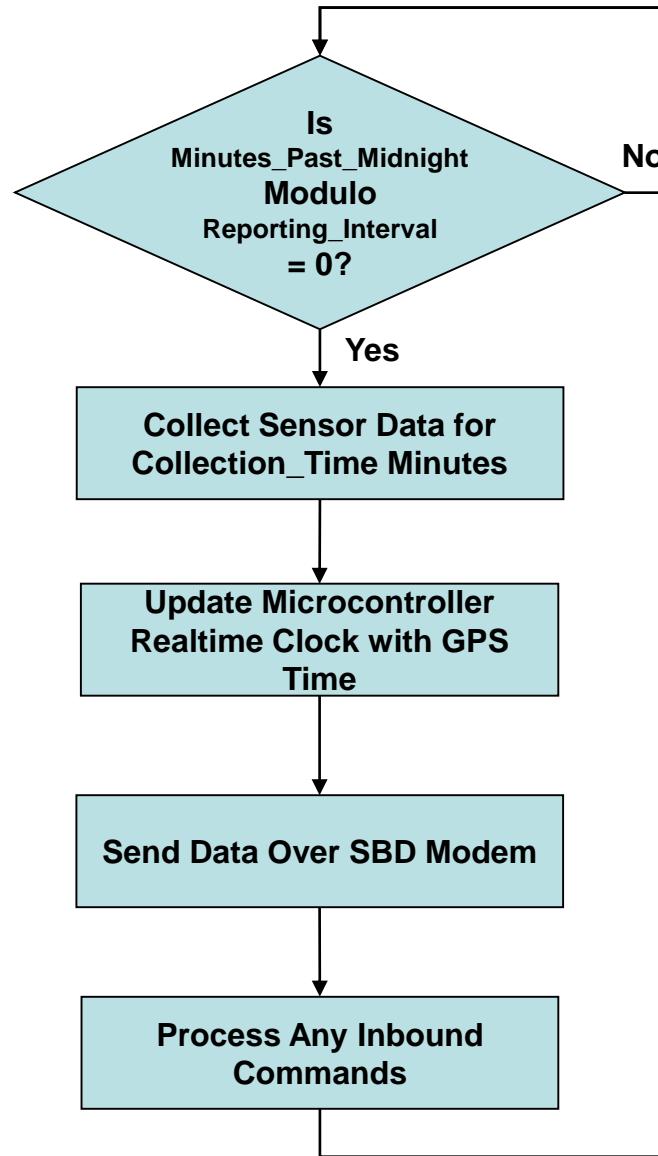 Is
Minutes_Past_Midnight
Modulo
Reporting_Interval
= 0?
No
Yes
Collect Sensor Data for
Collection_Time Minutes
Update Microcontroller
Realtime Clock with GPS
Time
Send Data Over SBD Modem
Process Any Inbound
Commands